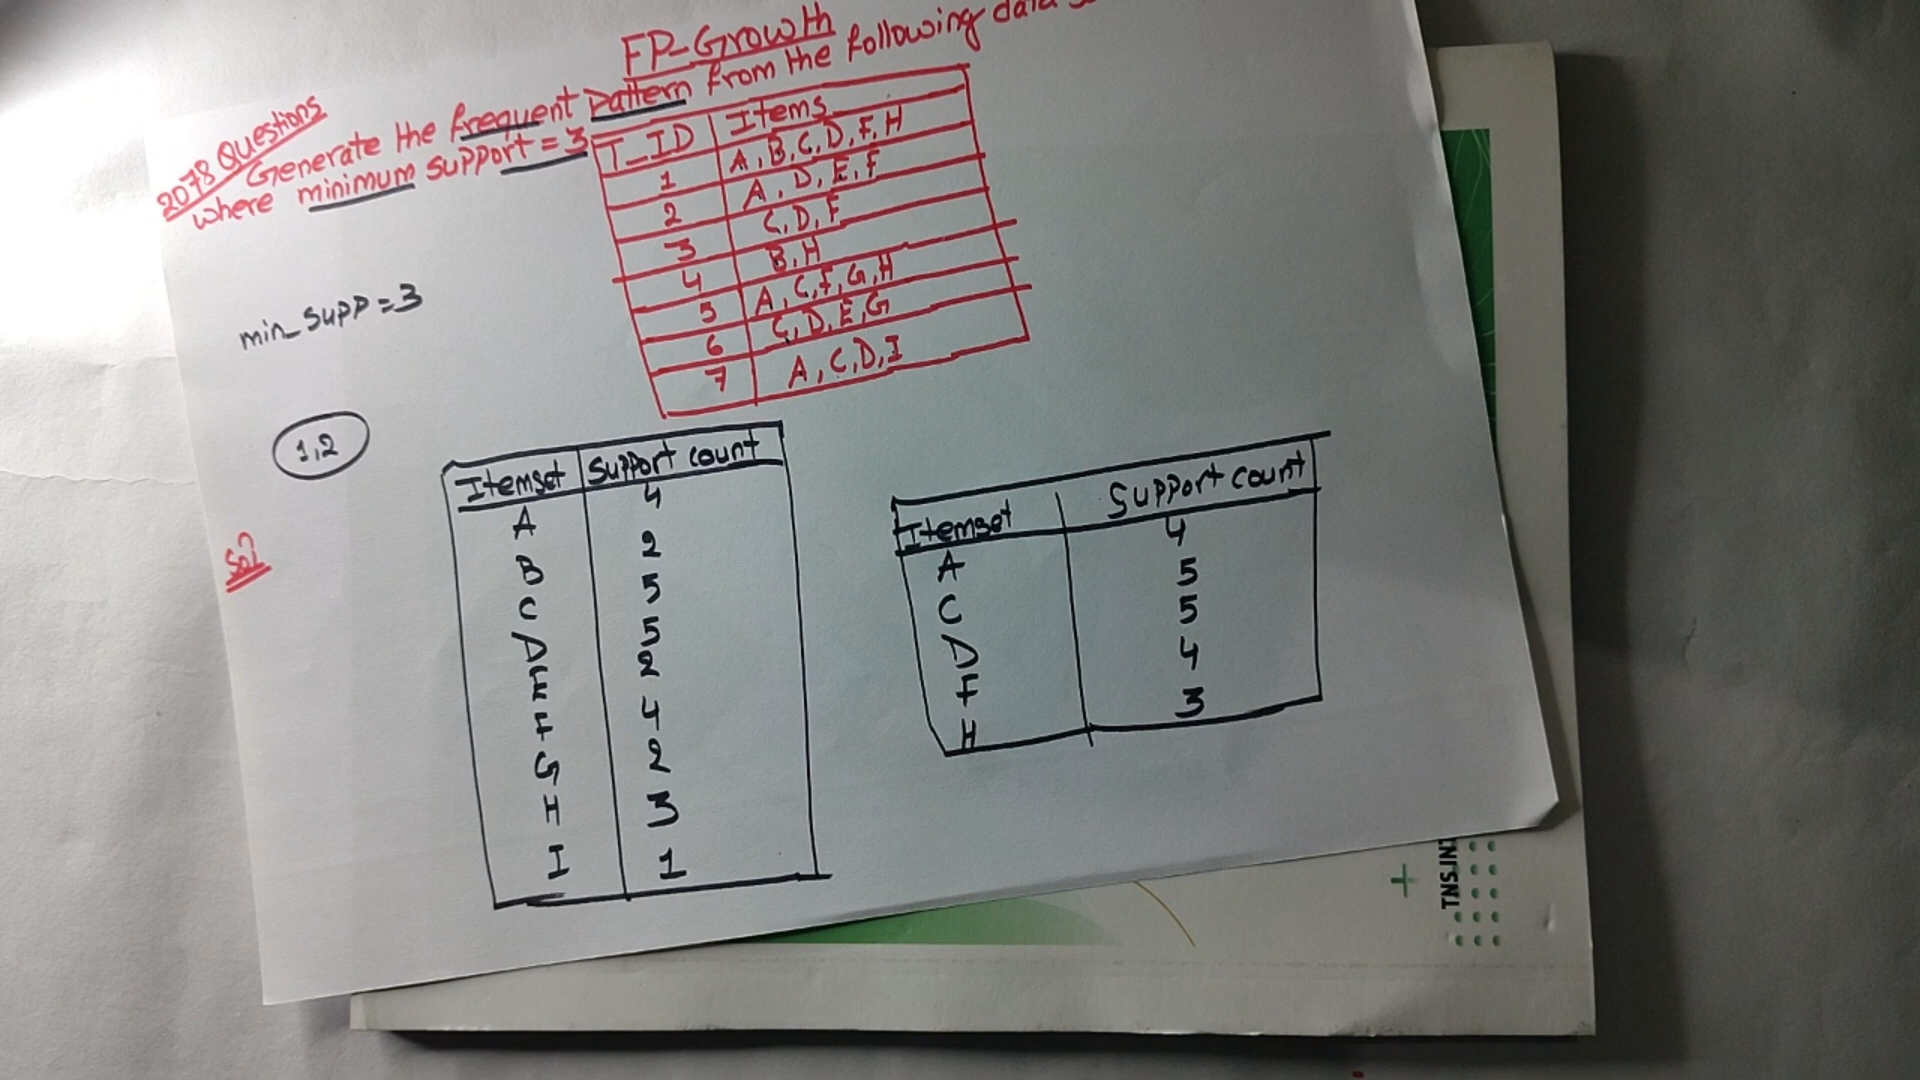 FP-Growth
2078 Questions
Generate the frequent pattern from the following
where minimum support = 3
T_ID Items
1 A, B, C, D, F, H
2 A, D, E, F
3 C, D, F
4 B, H
5 A, C, F, G, H
6 C, D, E, G
7 A, C, D, I
min_supp = 3
1,2
Sol
Itemset Support count
A 4
B 2
C 5
D 5
E 2
F 4
G 2
H 3
I 1
Itemset Support count
A 4
C 5
D 5
F 4
H 3